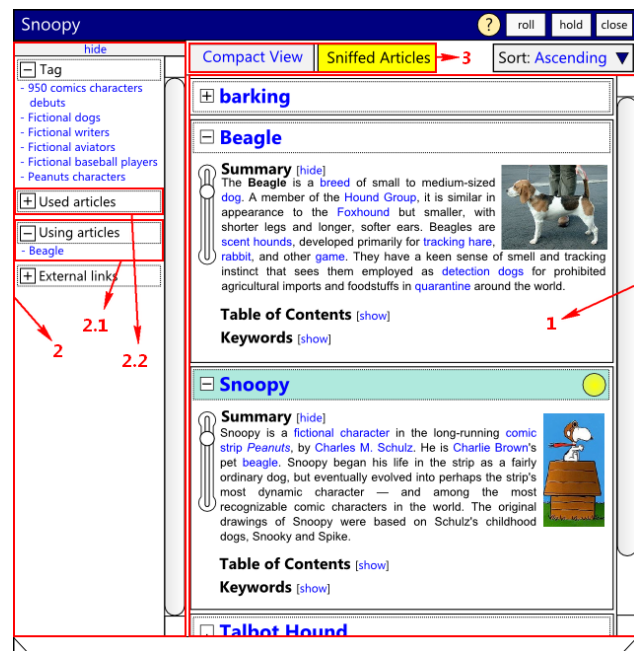 Snoopy
? roll hold close
hide
Tag
- 950 comics characters
debuts
- Fictional dogs
- Fictional writers
- Fictional aviators
- Fictional baseball players
- Peanuts characters
Used articles
Using articles
- Beagle
External links
2
2.1
2.2
Compact View Sniffed Articles 3 Sort: Ascending ▼
barking
Beagle
Summary [hide]
The Beagle is a breed of small to medium-sized
dog. A member of the Hound Group, it is similar in
appearance to the Foxhound but smaller, with
shorter legs and longer, softer ears. Beagles are
scent hounds, developed primarily for tracking hare,
rabbit, and other game. They have a keen sense of smell and tracking
instinct that sees them employed as detection dogs for prohibited
agricultural imports and foodstuffs in quarantine around the world.
Table of Contents [show]
1
Keywords [show]
Snoopy
Summary [hide]
Snoopy is a fictional character in the long-running comic
strip Peanuts, by Charles M. Schulz. He is Charlie Brown's
pet beagle. Snoopy began his life in the strip as a fairly
ordinary dog, but eventually evolved into perhaps the strip's
most dynamic character — and among the most
recognizable comic characters in the world. The original
drawings of Snoopy were based on Schulz's childhood
dogs, Snooky and Spike.
Table of Contents [show]
Keywords [show]
Talbot Hound